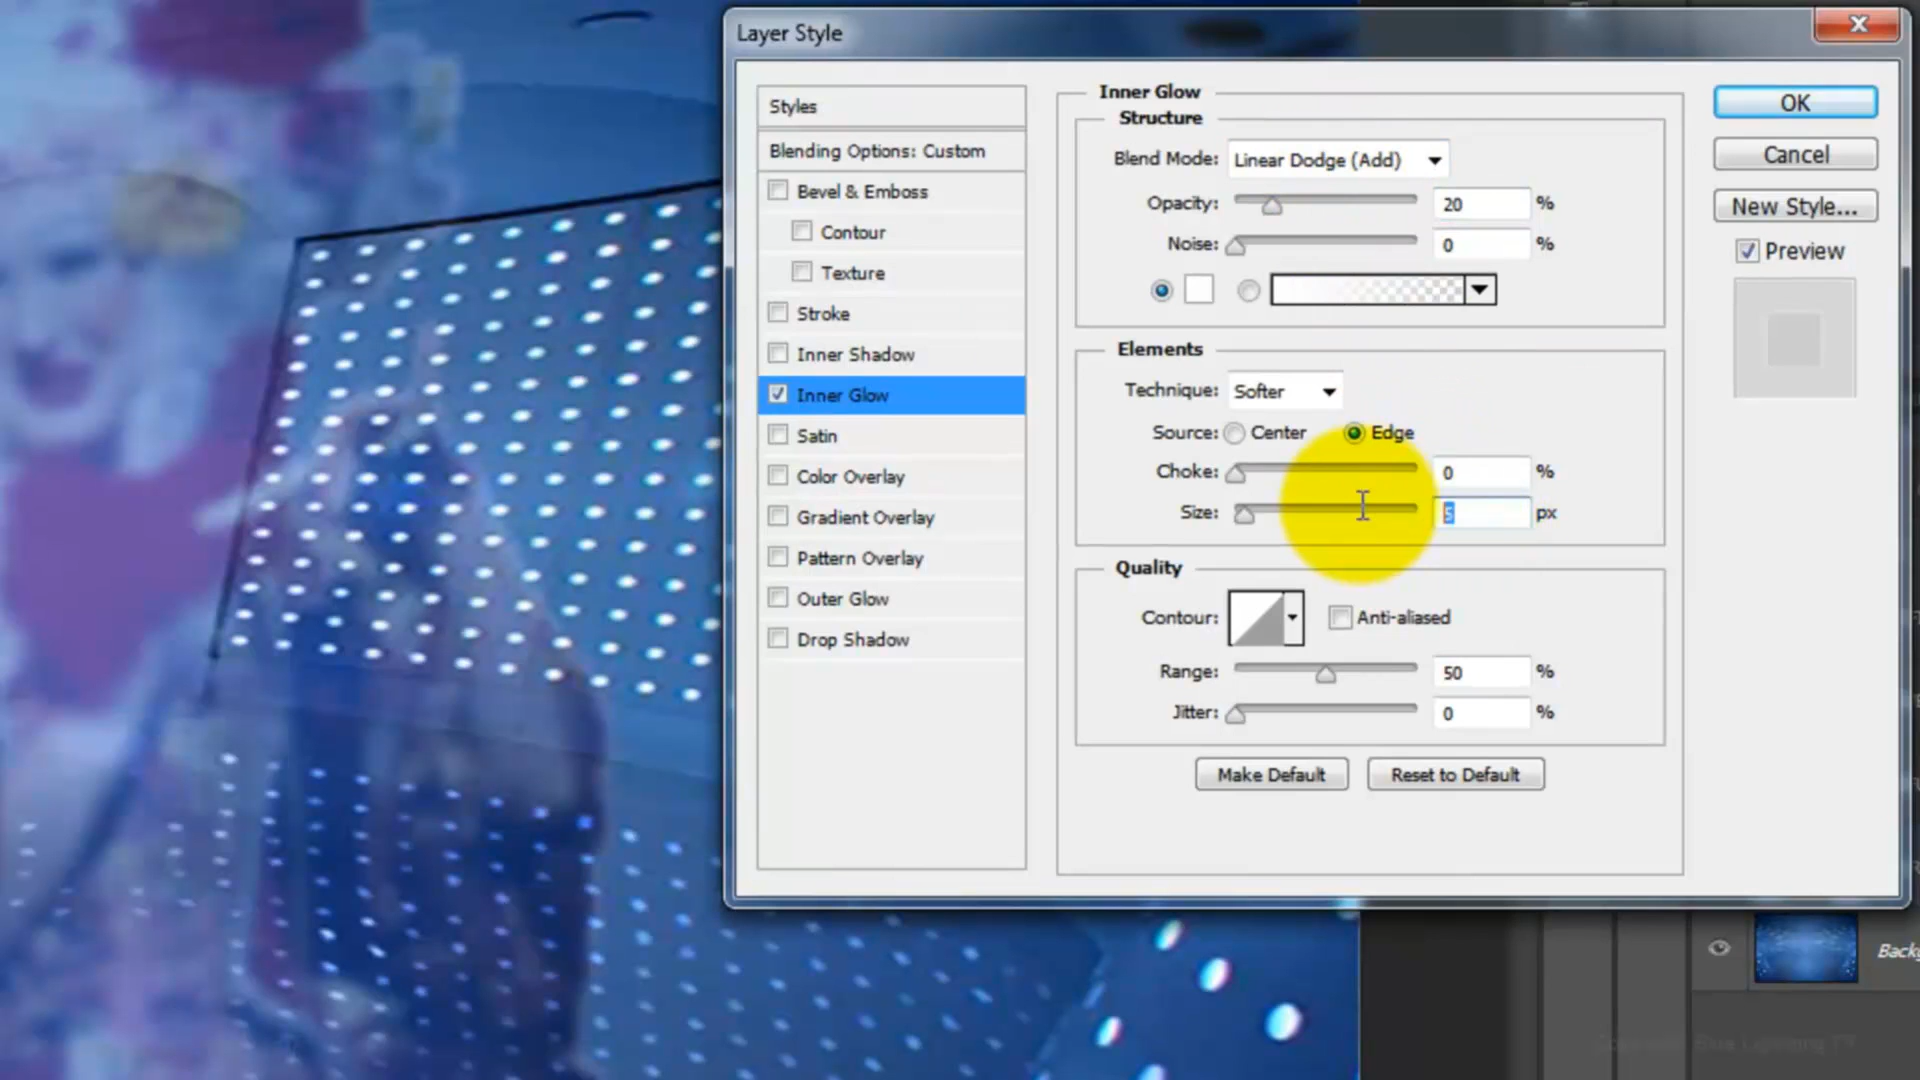 Layer Style
Styles
Blending Options: Custom
Bevel & Emboss
Contour
Texture
Stroke
Inner Shadow
Inner Glow
Satin
Color Overlay
Gradient Overlay
Pattern Overlay
Outer Glow
Drop Shadow
Inner Glow
Structure
Blend Mode: Linear Dodge (Add)
Opacity: 20 %
Noise: 0 %
Elements
Technique: Softer
Source: Center Edge
Choke: 0 %
Size: 5 px
Quality
Contour: Anti-aliased
Range: 50 %
Jitter: 0 %
Make Default Reset to Default
OK
Cancel
New Style...
Preview
Backg